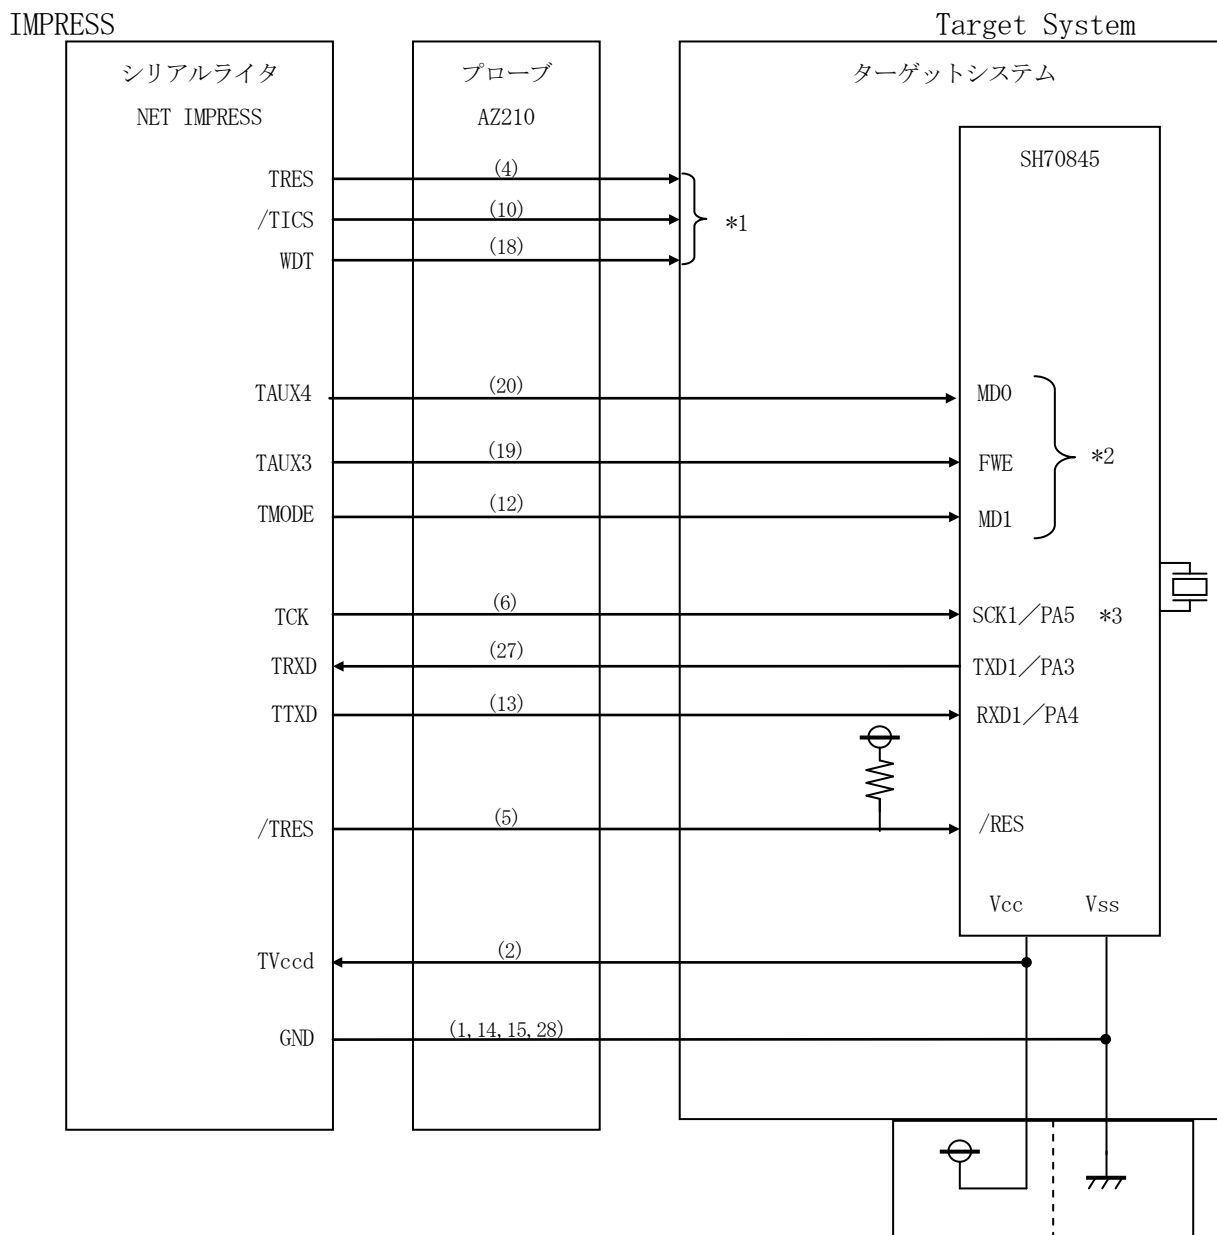 IMPRESS
Target System
シリアルライタ
プローブ
ターゲットシステム
NET IMPRESS
AZ210
SH70845
TRES
(4)
/TICS
(10)
*1
WDT
(18)
TAUX4
(20)
MD0
TAUX3
(19)
FWE
*2
TMODE
(12)
MD1
TCK
(6)
SCK1／PA5
*3
TRXD
(27)
TXD1／PA3
TTXD
(13)
RXD1／PA4
/TRES
(5)
/RES
Vcc
Vss
TVccd
(2)
GND
(1,14,15,28)